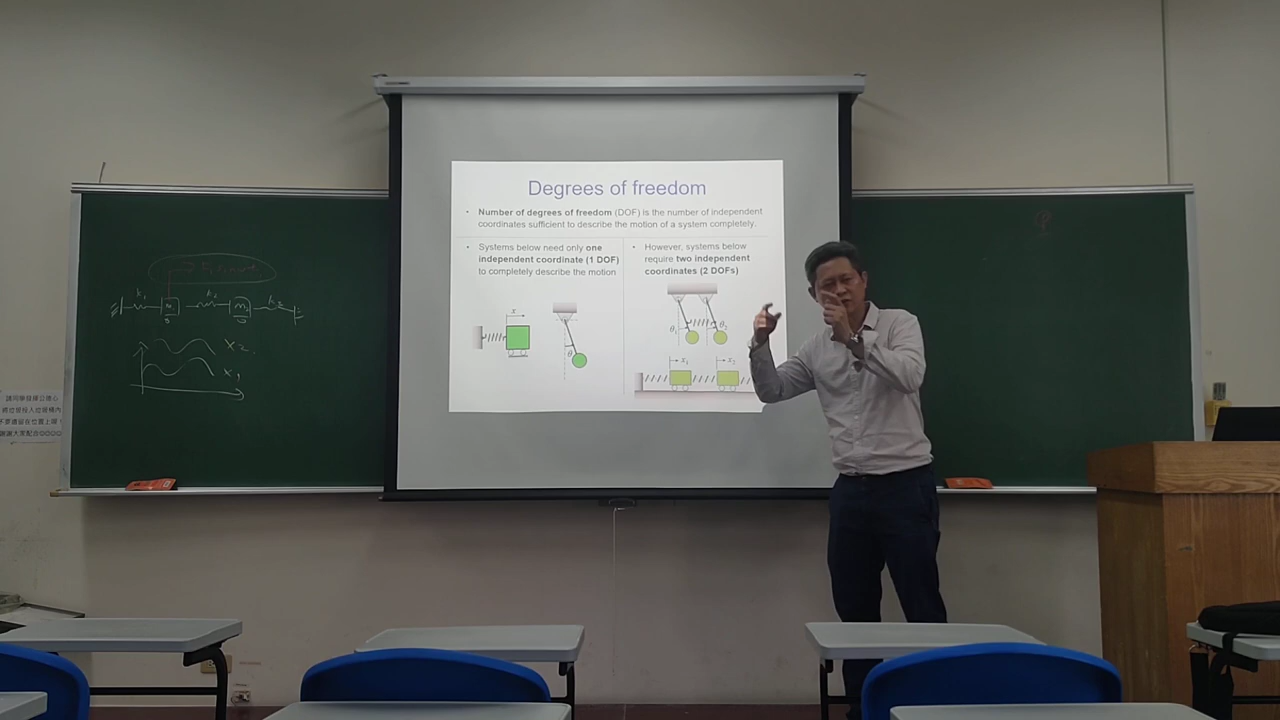 Degrees of freedom
• Number of degrees of freedom (DOF) is the number of independent
coordinates sufficient to describe the motion of a system completely.
• Systems below need only one
independent coordinate (1 DOF)
to completely describe the motion
• However, systems below
require two independent
coordinates (2 DOFs)
x
θ
θ₁
θ₂
x₁
x₂
k₁
k₂
m₁
m₂
x₂
x₁